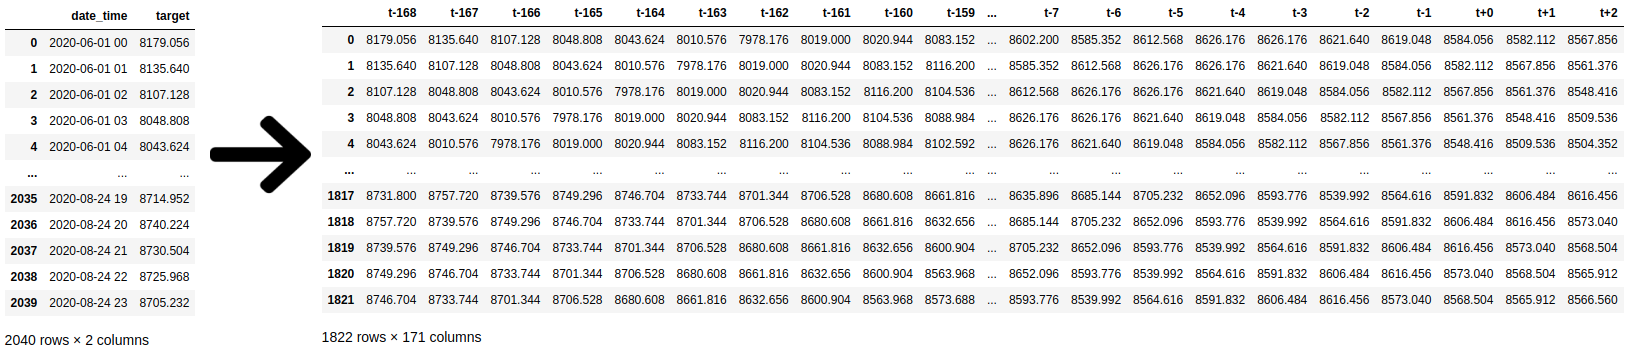 date_time target
0 2020-06-01 00 8179.056
1 2020-06-01 01 8135.640
2 2020-06-01 02 8107.128
3 2020-06-01 03 8048.808
4 2020-06-01 04 8043.624
... ... ...
2035 2020-08-24 19 8714.952
2036 2020-08-24 20 8740.224
2037 2020-08-24 21 8730.504
2038 2020-08-24 22 8725.968
2039 2020-08-24 23 8705.232
2040 rows × 2 columns
t-168 t-167 t-166 t-165 t-164 t-163 t-162 t-161 t-160 t-159 ... t-7 t-6 t-5 t-4 t-3 t-2 t-1 t+0 t+1 t+2
0 8179.056 8135.640 8107.128 8048.808 8043.624 8010.576 7978.176 8019.000 8020.944 8083.152 ... 8602.200 8585.352 8612.568 8626.176 8626.176 8621.640 8619.048 8584.056 8582.112 8567.856
1 8135.640 8107.128 8048.808 8043.624 8010.576 7978.176 8019.000 8020.944 8083.152 8116.200 ... 8585.352 8612.568 8626.176 8626.176 8621.640 8619.048 8584.056 8582.112 8567.856 8561.376
2 8107.128 8048.808 8043.624 8010.576 7978.176 8019.000 8020.944 8083.152 8116.200 8104.536 ... 8612.568 8626.176 8626.176 8621.640 8619.048 8584.056 8582.112 8567.856 8561.376 8548.416
3 8048.808 8043.624 8010.576 7978.176 8019.000 8020.944 8083.152 8116.200 8104.536 8088.984 ... 8626.176 8626.176 8621.640 8619.048 8584.056 8582.112 8567.856 8561.376 8548.416 8509.536
4 8043.624 8010.576 7978.176 8019.000 8020.944 8083.152 8116.200 8104.536 8088.984 8102.592 ... 8626.176 8621.640 8619.048 8584.056 8582.112 8567.856 8561.376 8548.416 8509.536 8504.352
... ... ... ... ... ... ... ... ... ... ... ... ... ... ... ... ... ... ... ... ... ...
1817 8731.800 8757.720 8739.576 8749.296 8746.704 8733.744 8701.344 8706.528 8680.608 8661.816 ... 8635.896 8685.144 8705.232 8652.096 8593.776 8539.992 8564.616 8591.832 8606.484 8616.456
1818 8757.720 8739.576 8749.296 8746.704 8733.744 8701.344 8706.528 8680.608 8661.816 8632.656 ... 8685.144 8705.232 8652.096 8593.776 8539.992 8564.616 8591.832 8606.484 8616.456 8573.040
1819 8739.576 8749.296 8746.704 8733.744 8701.344 8706.528 8680.608 8661.816 8632.656 8600.904 ... 8705.232 8652.096 8593.776 8539.992 8564.616 8591.832 8606.484 8616.456 8573.040 8568.504
1820 8749.296 8746.704 8733.744 8701.344 8706.528 8680.608 8661.816 8632.656 8600.904 8563.968 ... 8652.096 8593.776 8539.992 8564.616 8591.832 8606.484 8616.456 8573.040 8568.504 8565.912
1821 8746.704 8733.744 8701.344 8706.528 8680.608 8661.816 8632.656 8600.904 8563.968 8573.688 ... 8593.776 8539.992 8564.616 8591.832 8606.484 8616.456 8573.040 8568.504 8565.912 8566.560
1822 rows × 171 columns